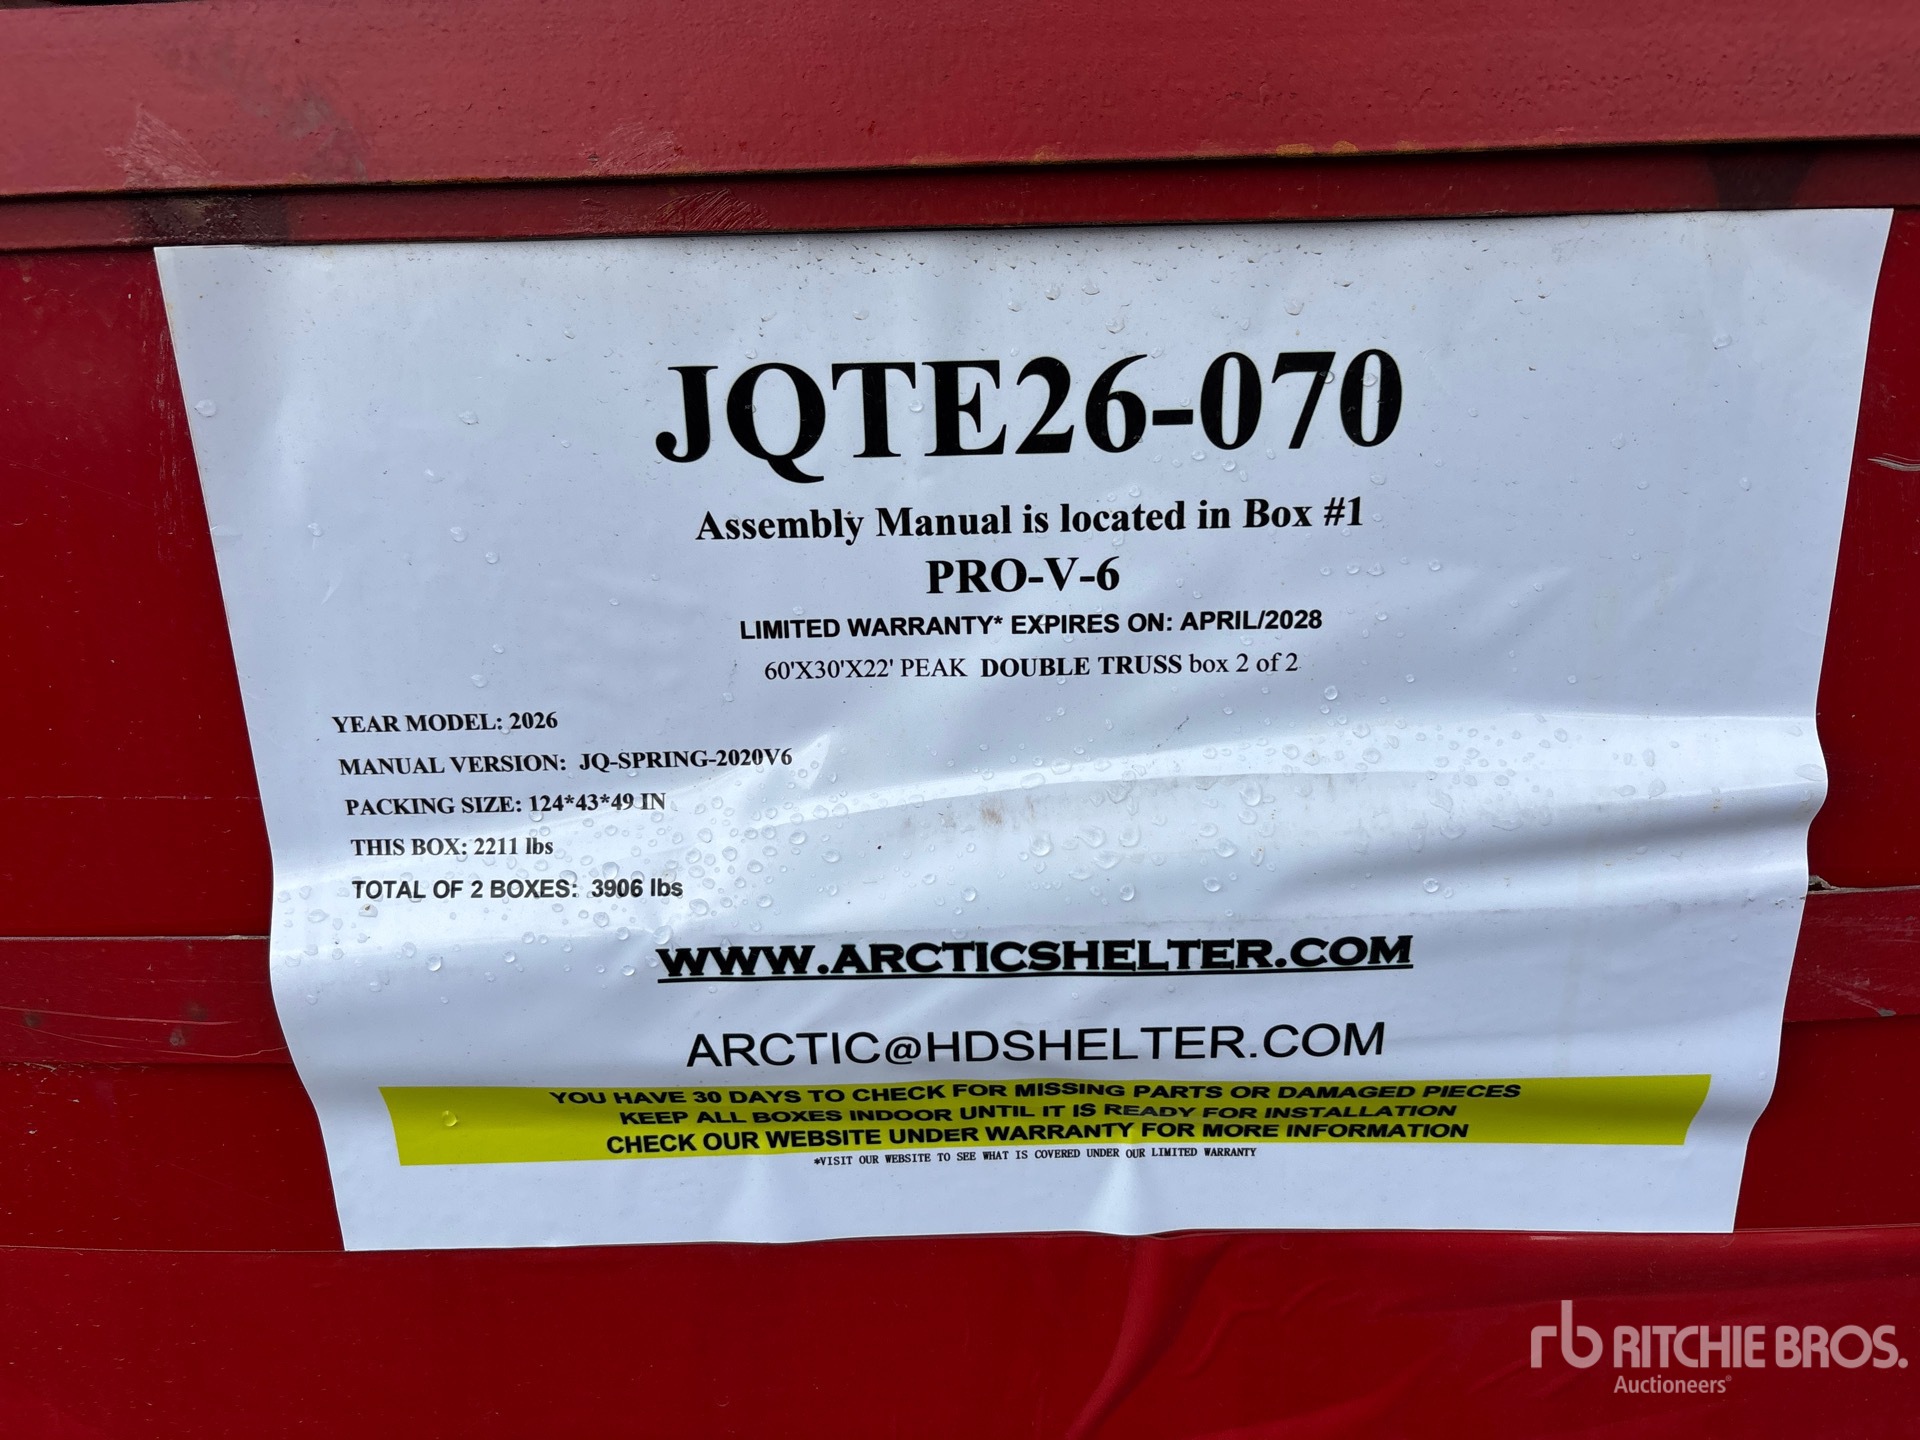 JQTE26-070
Assembly Manual is located in Box #1
PRO-V-6
LIMITED WARRANTY* EXPIRES ON: APRIL/2028
60'X30'X22' PEAK DOUBLE TRUSS box 2 of 2
YEAR MODEL: 2026
MANUAL VERSION: JQ-SPRING-2020V6
PACKING SIZE: 124*43*49 IN
THIS BOX: 2211 lbs
TOTAL OF 2 BOXES: 3906 lbs
WWW.ARCTICSHELTER.COM
ARCTIC@HDSHELTER.COM
YOU HAVE 30 DAYS TO CHECK FOR MISSING PARTS OR DAMAGED PIECES
KEEP ALL BOXES INDOOR UNTIL IT IS READY FOR INSTALLATION
CHECK OUR WEBSITE UNDER WARRANTY FOR MORE INFORMATION
*VISIT OUR WEBSITE TO SEE WHAT IS COVERED UNDER OUR LIMITED WARRANTY
rb RITCHIE BROS.
Auctioneers®